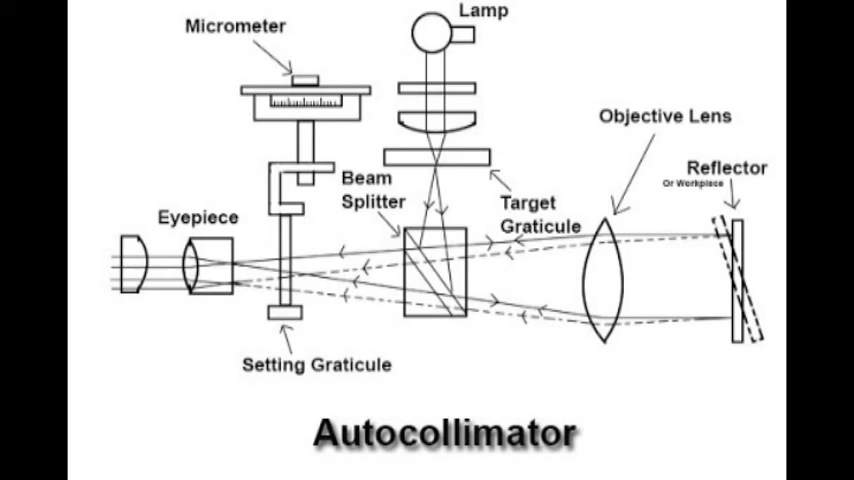 Lamp
Micrometer
Objective Lens
Reflector
Or Workpiece
Beam
Splitter
Target
Graticule
Eyepiece
Setting Graticule
Autocollimator